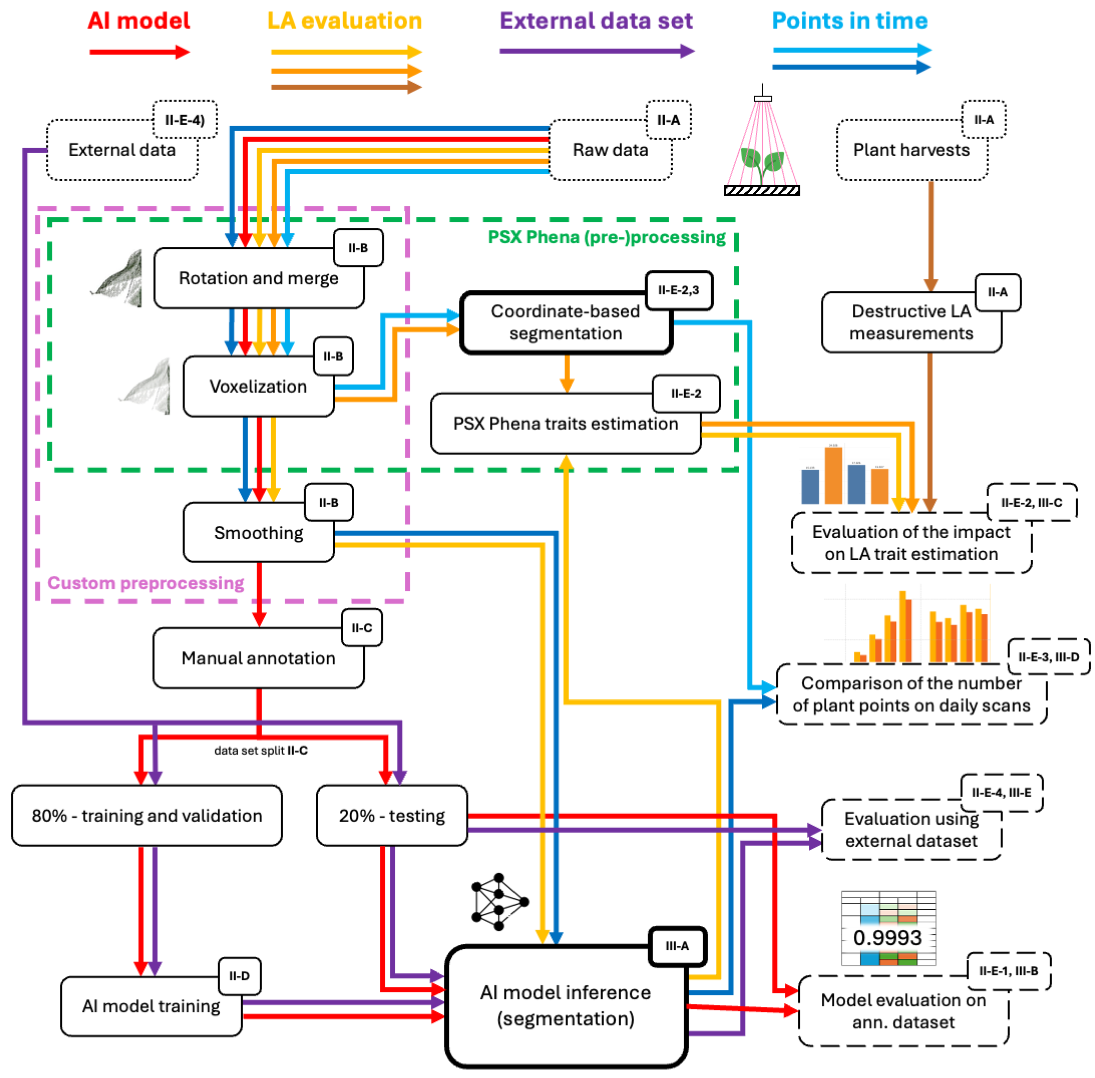 AI model
LA evaluation
External data set
Points in time
II-E-4)
External data
II-A
Raw data
II-A
Plant harvests
PSX Phena (pre-)processing
II-B
Rotation and merge
II-E-2,3
Coordinate-based
segmentation
II-A
Destructive LA
measurements
II-B
Voxelization
II-E-2
PSX Phena traits estimation
II-B
Smoothing
II-E-2, III-C
Evaluation of the impact
on LA trait estimation
Custom preprocessing
II-C
Manual annotation
II-E-3, III-D
Comparison of the number
of plant points on daily scans
data set split II-C
80% - training and validation
20% - testing
II-E-4, III-E
Evaluation using
external dataset
0.9993
II-D
AI model training
III-A
AI model inference
(segmentation)
II-E-1, III-B
Model evaluation on
ann. dataset